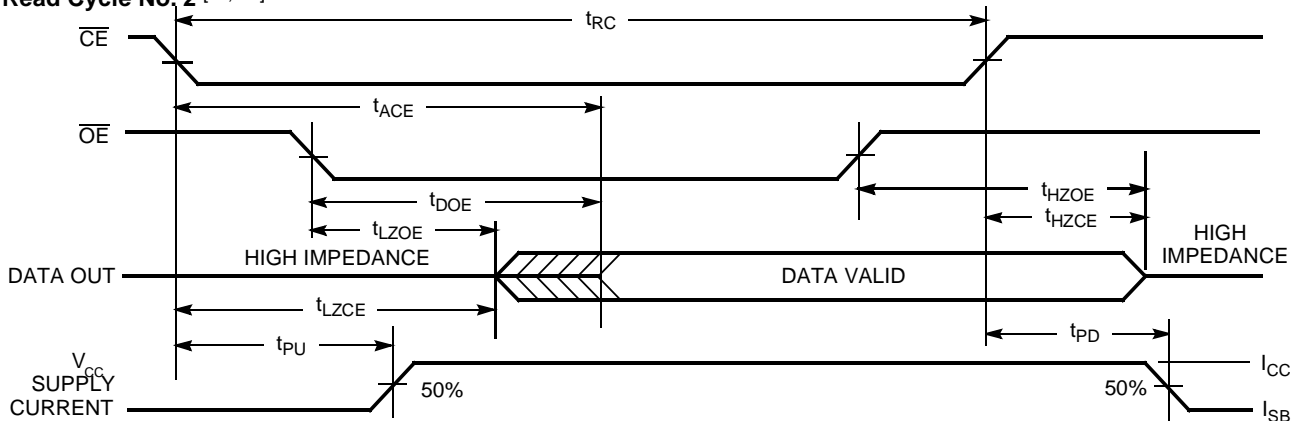 Read Cycle No. 2
tRC
CE
tACE
OE
tDOE
tHZOE
tLZOE
tHZCE
HIGH IMPEDANCE
HIGH IMPEDANCE
DATA OUT
DATA VALID
tLZCE
tPU
tPD
VCC SUPPLY CURRENT
50%
50%
ICC
ISB